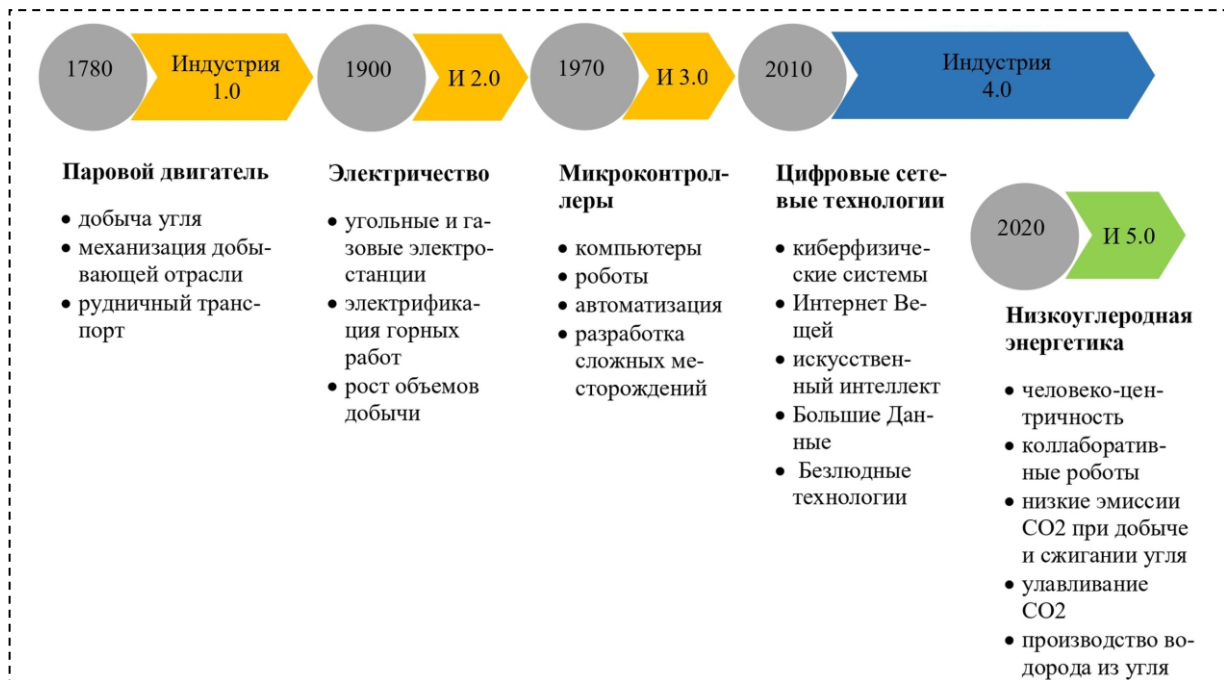 1780
Индустрия
1.0
1900
И 2.0
1970
И 3.0
2010
Индустрия
4.0
Паровой двигатель
• добыча угля
• механизация добы-
вающей отрасли
• рудничный транс-
порт
Электричество
• угольные и га-
зовые электро-
станции
• электрифика-
ция горных
работ
• рост объемов
добычи
Микроконтрол-
леры
• компьютеры
• роботы
• автоматизация
• разработка
сложных ме-
сторождений
Цифровые сете-
вые технологии
• киберфизиче-
ские системы
• Интернет Ве-
щей
• искусствен-
ный интеллект
• Большие Дан-
ные
• Безлюдные
технологии
2020
И 5.0
Низкоуглеродная
энергетика
• человеко-цен-
тричность
• коллаборатив-
ные роботы
• низкие эмиссии
СО2 при добыче
и сжигании угля
• улавливание
СО2
• производство во-
дорода из угля